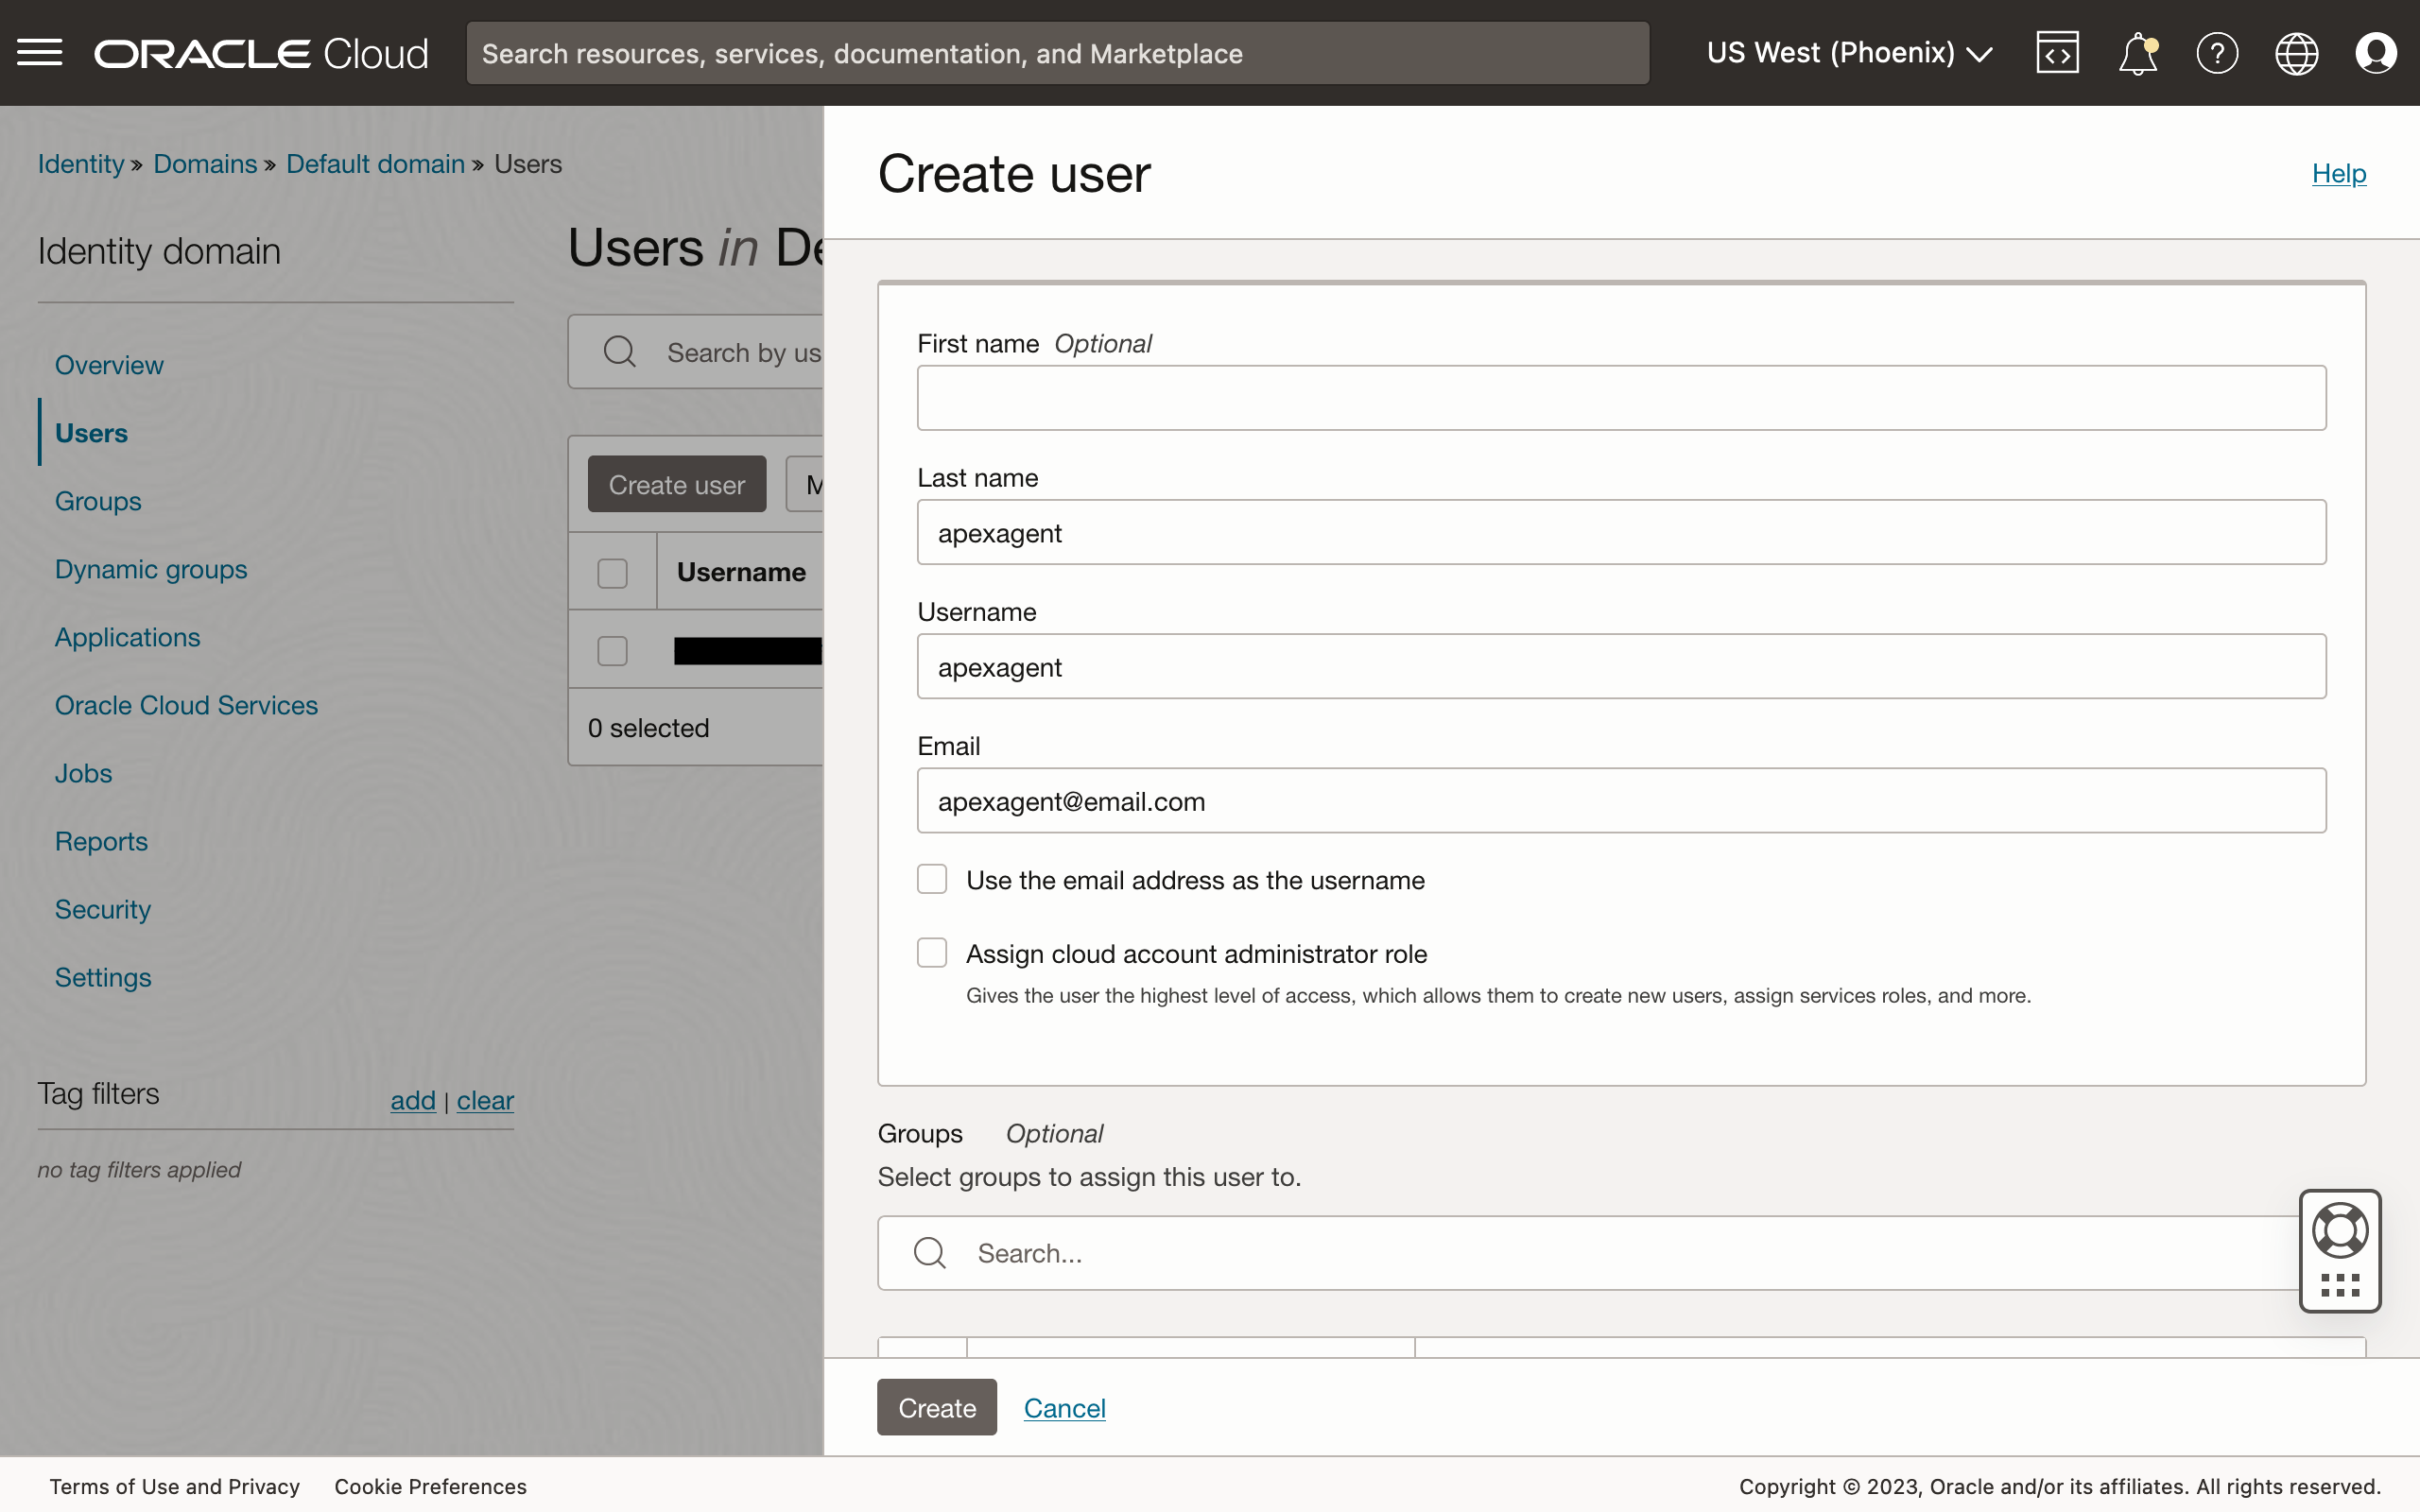 ORACLE Cloud
Search resources, services, documentation, and Marketplace
US West (Phoenix)
Identity » Domains » Default domain » Users
Identity domain
Overview
Users
Groups
Dynamic groups
Applications
Oracle Cloud Services
Jobs
Reports
Security
Settings
Tag filters
add | clear
no tag filters applied
Users in De
Search by us
Create user
M
Username
0 selected
Create user
Help
First name Optional
Last name
apexagent
Username
apexagent
Email
apexagent@email.com
Use the email address as the username
Assign cloud account administrator role
Gives the user the highest level of access, which allows them to create new users, assign services roles, and more.
Groups Optional
Select groups to assign this user to.
Search...
Create
Cancel
Terms of Use and Privacy
Cookie Preferences
Copyright © 2023, Oracle and/or its affiliates. All rights reserved.